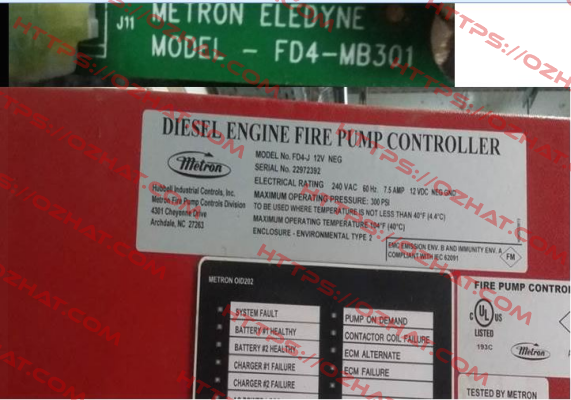 J11 METRON ELEDYNE
MODEL - FD4-MB301
DIESEL ENGINE FIRE PUMP CONTROLLER
Metron
MODEL No. FD4-J 12V NEG
SERIAL No. 22972392
ELECTRICAL RATING 240 VAC 60 Hz. 7.5 AMP 12 VDC NEG GND
MAXIMUM OPERATING PRESSURE: 300 PSI
TO BE USED WHERE TEMPERATURE IS NOT LESS THAN 40°F (4.4°C)
MAXIMUM OPERATING TEMPERATURE 104°F (40°C)
ENCLOSURE - ENVIRONMENTAL TYPE 2
Hubbell Industrial Controls, Inc.
Metron Fire Pump Controls Division
4301 Cheyenne Drive
Archdale, NC 27263
EMC EMISSION ENV. B AND IMMUNITY ENV. A
COMPLIANT WITH IEC 62091
FM
METRON OID202
SYSTEM FAULT
BATTERY #1 HEALTHY
BATTERY #2 HEALTHY
CHARGER #1 FAILURE
CHARGER #2 FAILURE
PUMP ON DEMAND
CONTACTOR COIL FAILURE
ECM ALTERNATE
ECM FAILURE
FIRE PUMP CONTRO
C UL US
LISTED
193C
Metron
TESTED BY METRON
HTTPS://OZHAT.COM